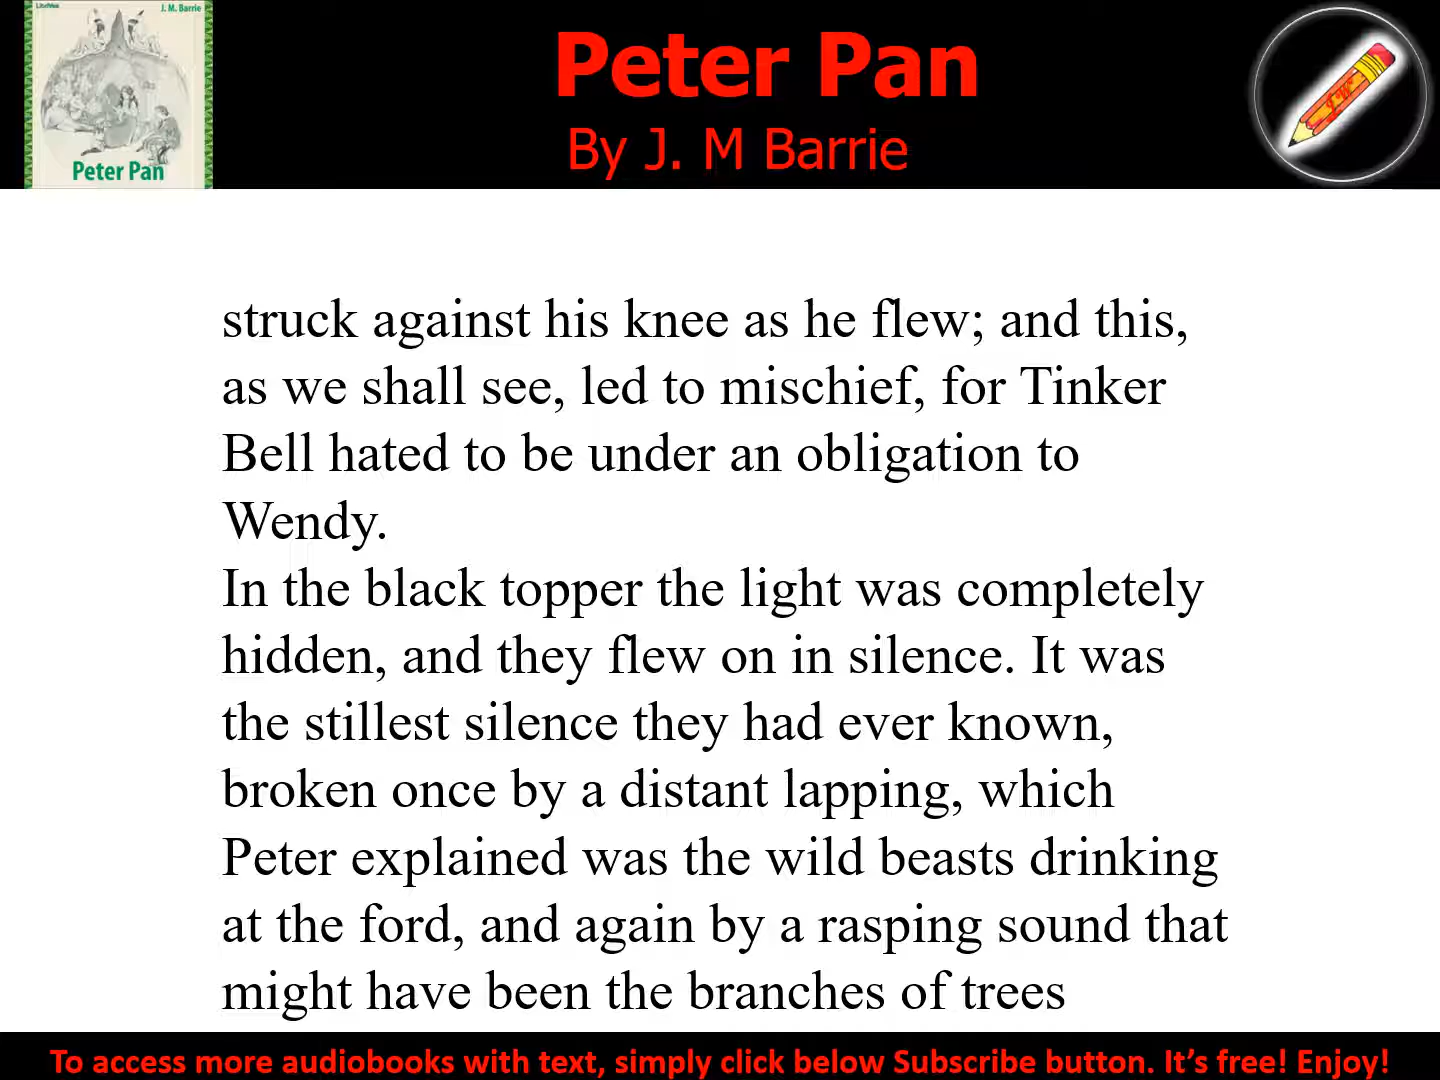 LibriVox
J. M. Barrie
Peter Pan
Peter Pan
By J. M Barrie
struck against his knee as he flew; and this,
as we shall see, led to mischief, for Tinker
Bell hated to be under an obligation to
Wendy.
In the black topper the light was completely
hidden, and they flew on in silence. It was
the stillest silence they had ever known,
broken once by a distant lapping, which
Peter explained was the wild beasts drinking
at the ford, and again by a rasping sound that
might have been the branches of trees
To access more audiobooks with text, simply click below Subscribe button. It’s free! Enjoy!